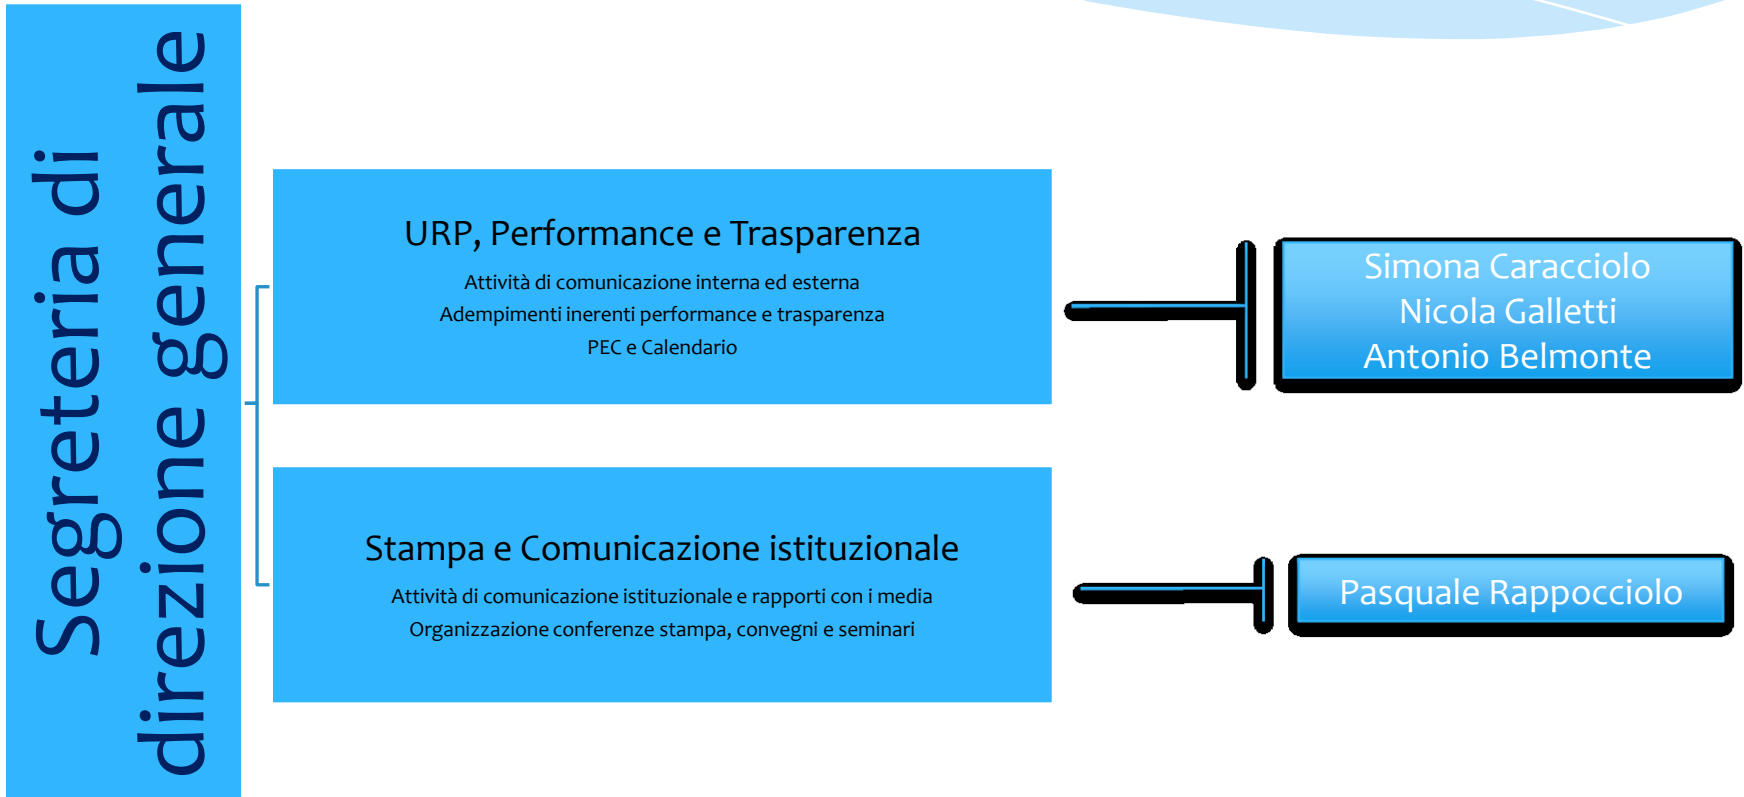 Segreteria di
direzione generale
URP, Performance e Trasparenza
Attività di comunicazione interna ed esterna
Adempimenti inerenti performance e trasparenza
PEC e Calendario
Simona Caracciolo
Nicola Galletti
Antonio Belmonte
Stampa e Comunicazione istituzionale
Attività di comunicazione istituzionale e rapporti con i media
Organizzazione conferenze stampa, convegni e seminari
Pasquale Rappocciolo